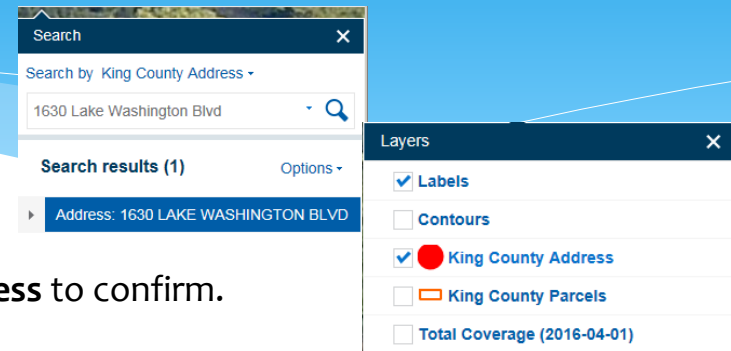 Search
Search by King County Address
1630 Lake Washington Blvd
Search results (1) Options
Address: 1630 LAKE WASHINGTON BLVD
to confirm.
Layers
Labels
Contours
King County Address
King County Parcels
Total Coverage (2016-04-01)